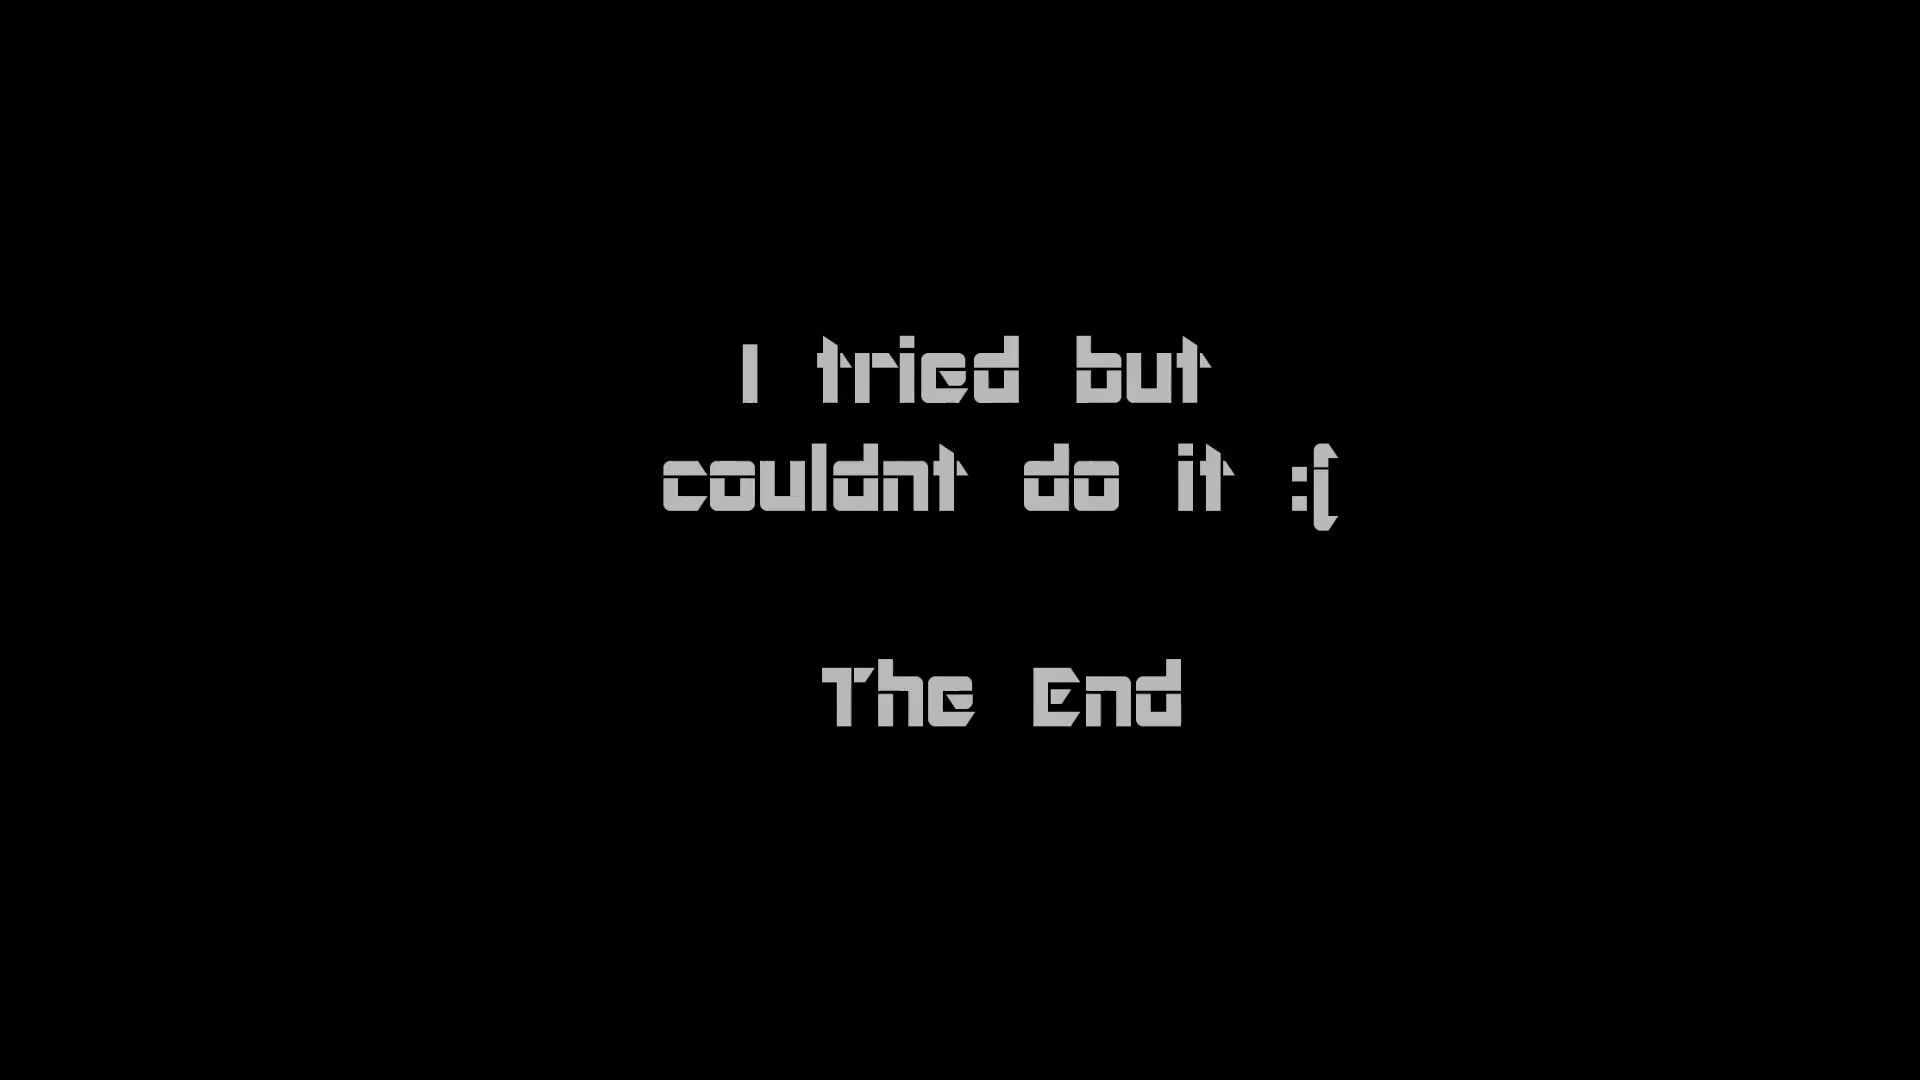 I tried but
couldnt do it :(
The End